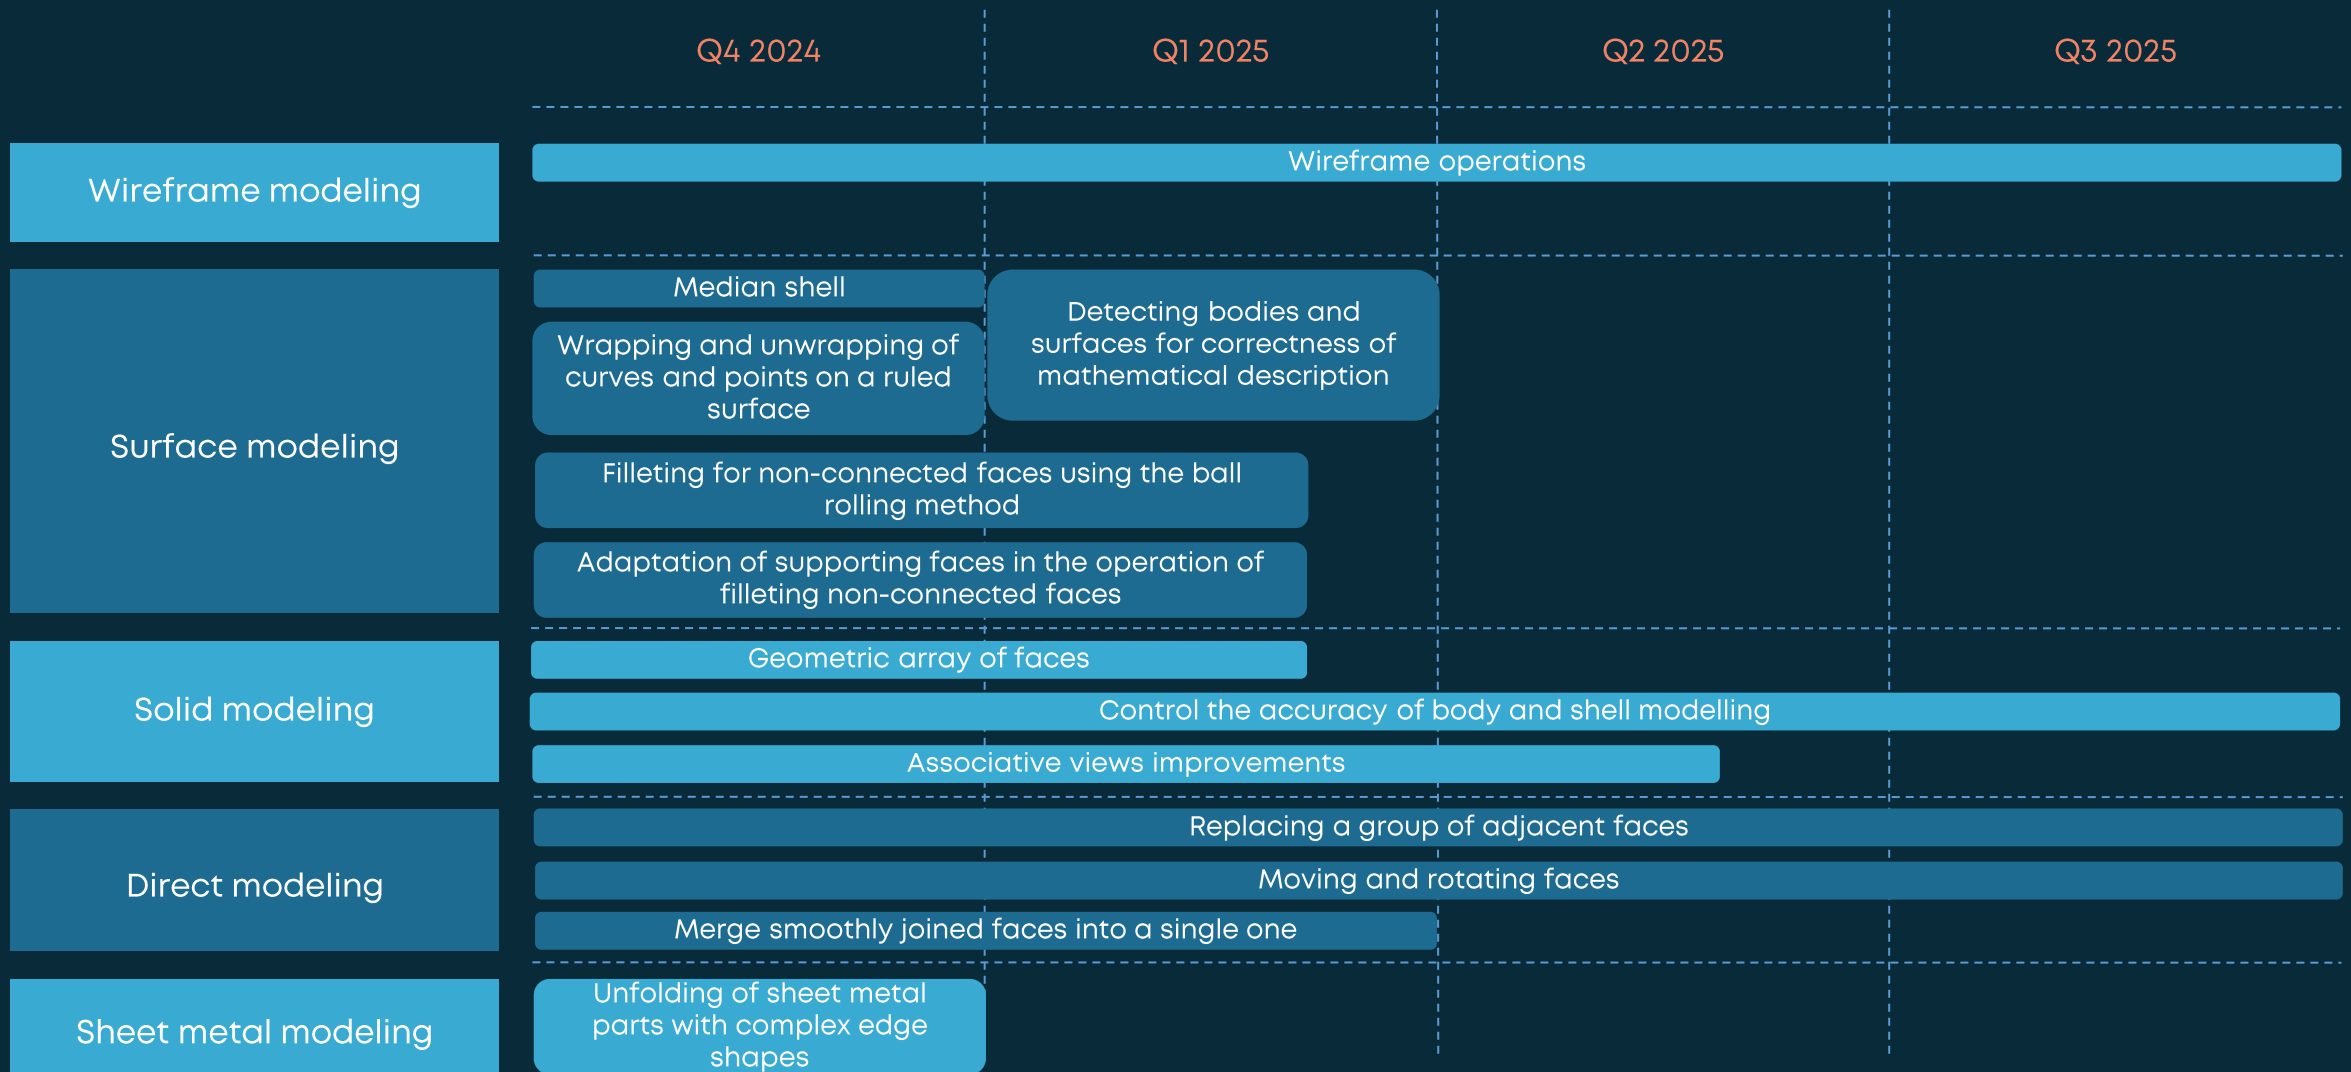 Q4 2024
Q1 2025
Q2 2025
Q3 2025
Wireframe modeling
Wireframe operations
Surface modeling
Median shell
Wrapping and unwrapping of
curves and points on a ruled
surface
Detecting bodies and
surfaces for correctness of
mathematical description
Filleting for non-connected faces using the ball
rolling method
Adaptation of supporting faces in the operation of
filleting non-connected faces
Solid modeling
Geometric array of faces
Control the accuracy of body and shell modelling
Associative views improvements
Direct modeling
Replacing a group of adjacent faces
Moving and rotating faces
Merge smoothly joined faces into a single one
Sheet metal modeling
Unfolding of sheet metal
parts with complex edge
shapes